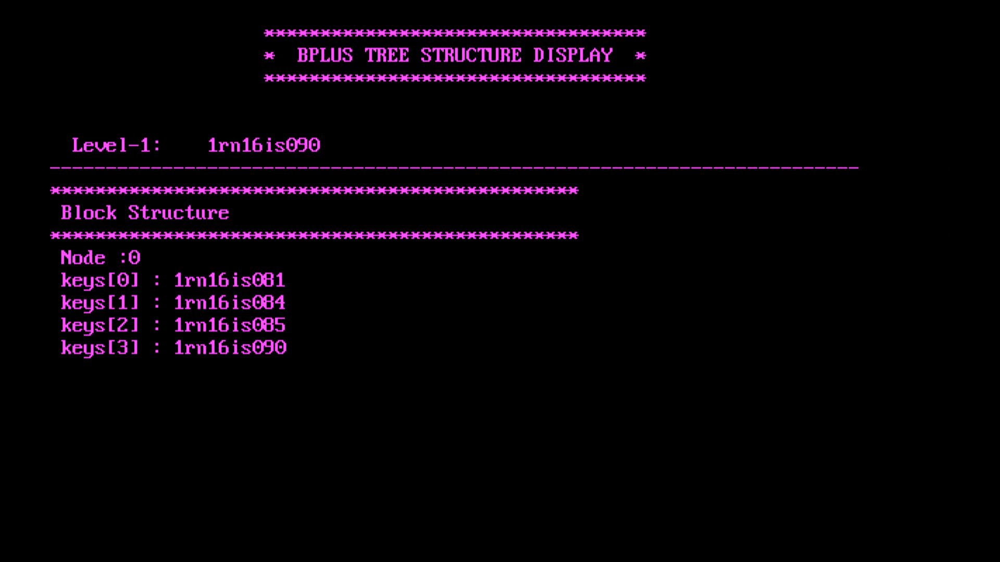 **********************************
*  BPLUS TREE STRUCTURE DISPLAY  *
**********************************
Level-1:    1rn16is090
------------------------------------------------------------------------
***********************************************
Block Structure
***********************************************
Node :0
keys[0] : 1rn16is081
keys[1] : 1rn16is084
keys[2] : 1rn16is085
keys[3] : 1rn16is090